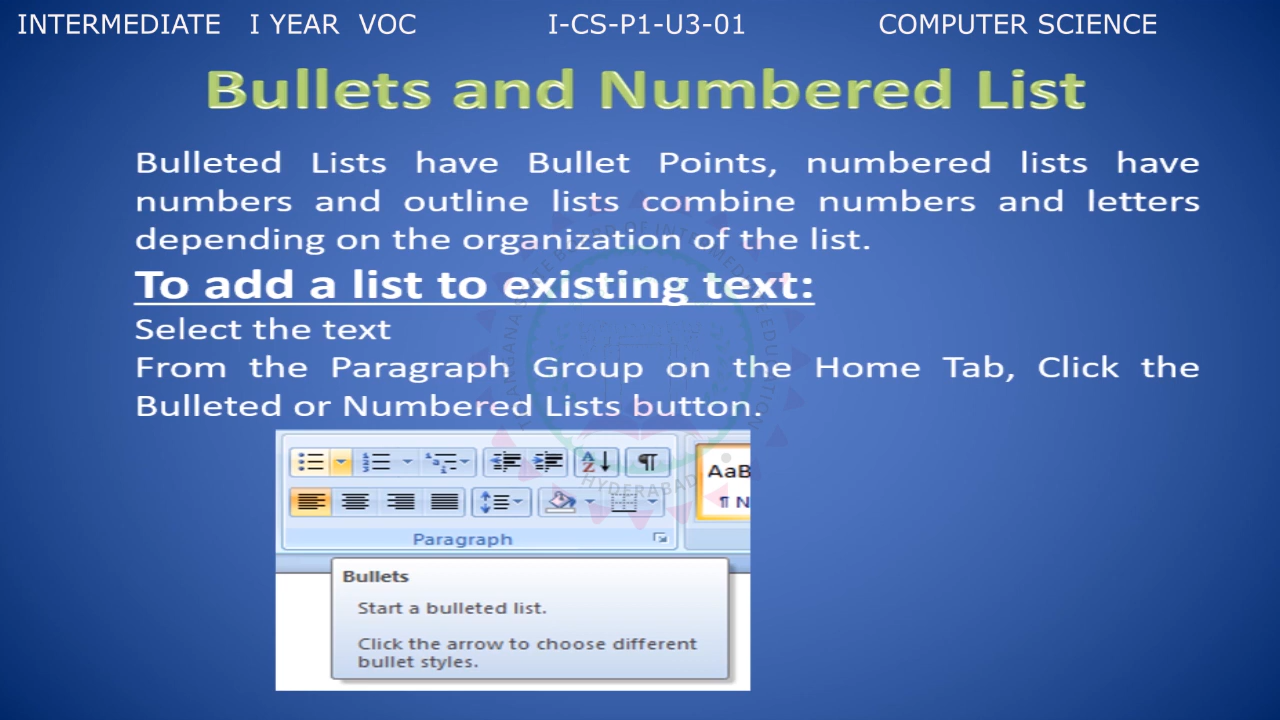 INTERMEDIATE I YEAR VOC I-CS-P1-U3-01 COMPUTER SCIENCE
Bullets and Numbered List
Bulleted Lists have Bullet Points, numbered lists have
numbers and outline lists combine numbers and letters
depending on the organization of the list.
To add a list to existing text:
Select the text
From the Paragraph Group on the Home Tab, Click the
Bulleted or Numbered Lists button.
AaB
¶ N
Paragraph
Bullets
Start a bulleted list.
Click the arrow to choose different
bullet styles.
HYDERABAD